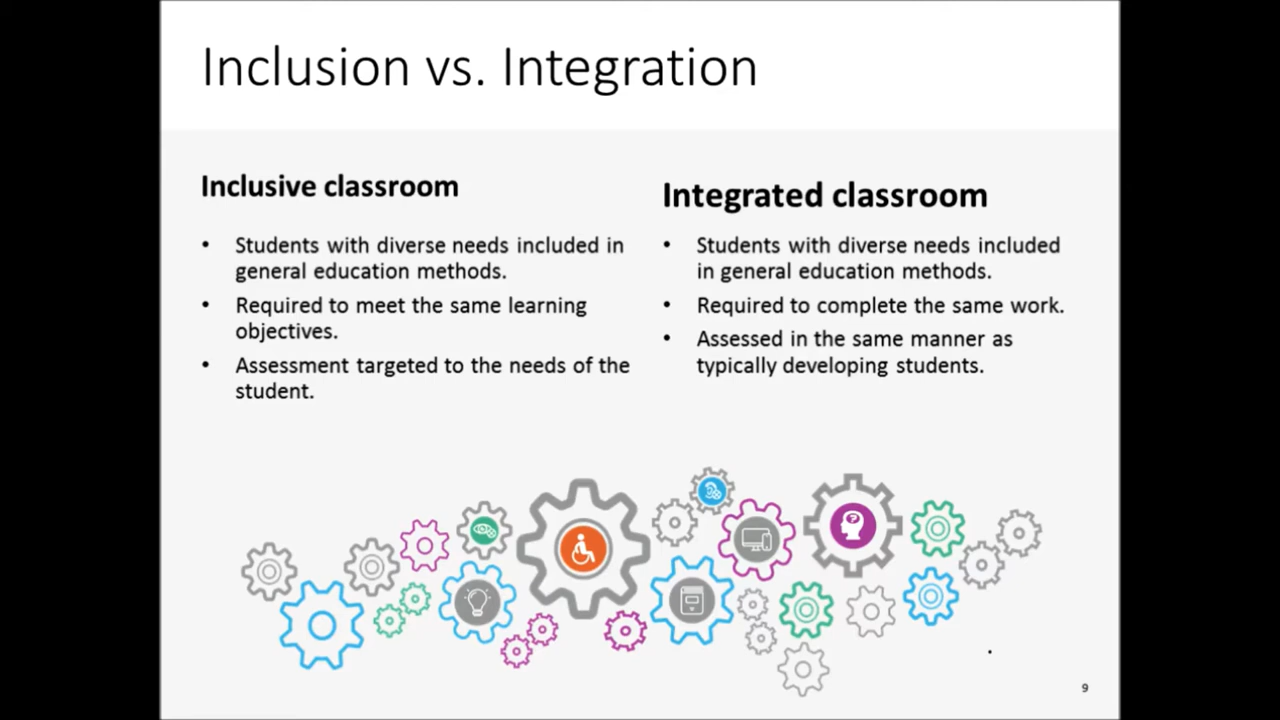 Inclusion vs. Integration
Inclusive classroom
• Students with diverse needs included in
general education methods.
• Required to meet the same learning
objectives.
• Assessment targeted to the needs of the
student.
Integrated classroom
• Students with diverse needs included
in general education methods.
• Required to complete the same work.
• Assessed in the same manner as
typically developing students.
?
9